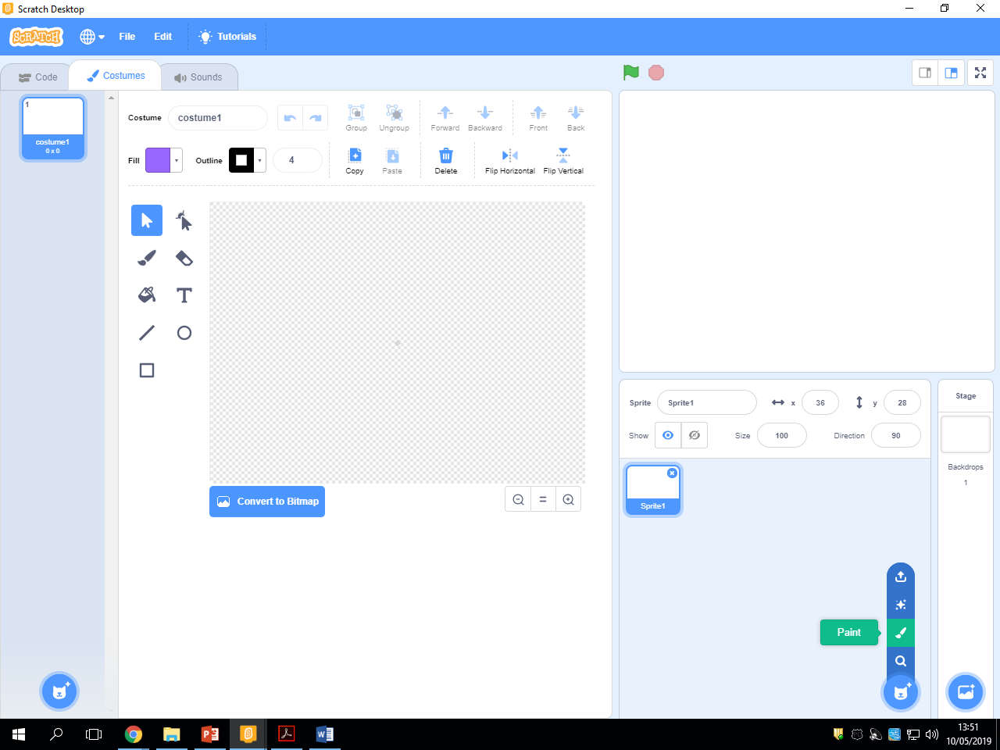 Scratch Desktop
SCRATCH File Edit Tutorials
Code Costumes Sounds
1
costume1
0 x 0
Costume costume1
Group Ungroup Forward Backward Front Back
Fill Outline 4
Copy Paste Delete Flip Horizontal Flip Vertical
T
Convert to Bitmap
=
Sprite Sprite1 x 36 y 28
Show Size 100 Direction 90
Sprite1
Stage
Backdrops
1
Paint
13:51
10/05/2019